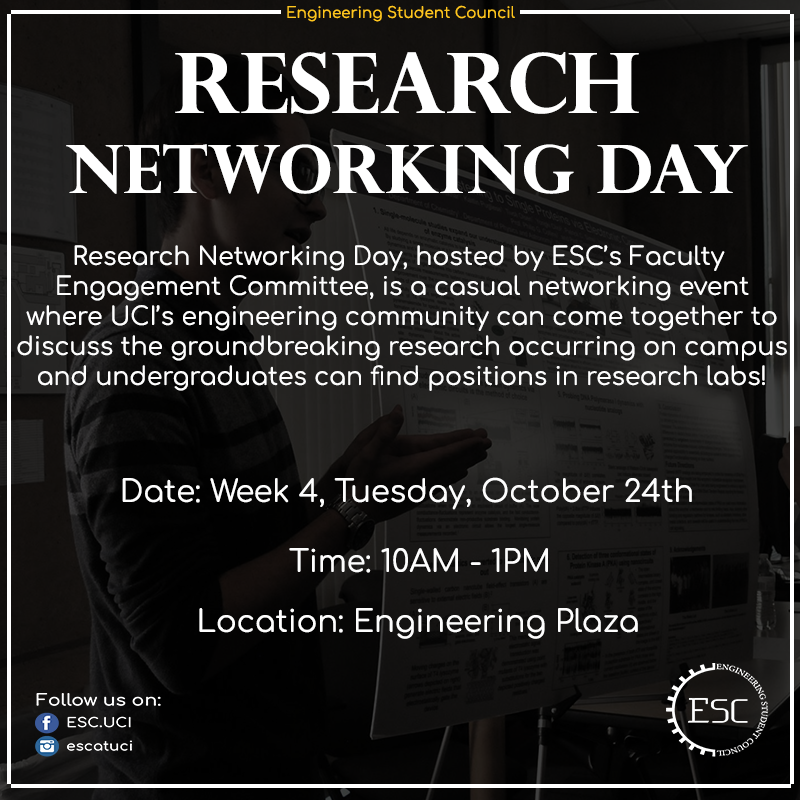 Engineering Student Council
RESEARCH
NETWORKING DAY
Research Networking Day, hosted by ESC's Faculty
Engagement Committee, is a casual networking event
where UCI's engineering community can come together to
discuss the groundbreaking research occurring on campus
and undergraduates can find positions in research labs!
Date: Week 4, Tuesday, October 24th
Time: 10AM - 1PM
Location: Engineering Plaza
Follow us on:
ESC.UCI
escatuci
ESC
ENGINEERING STUDENT COUNCIL